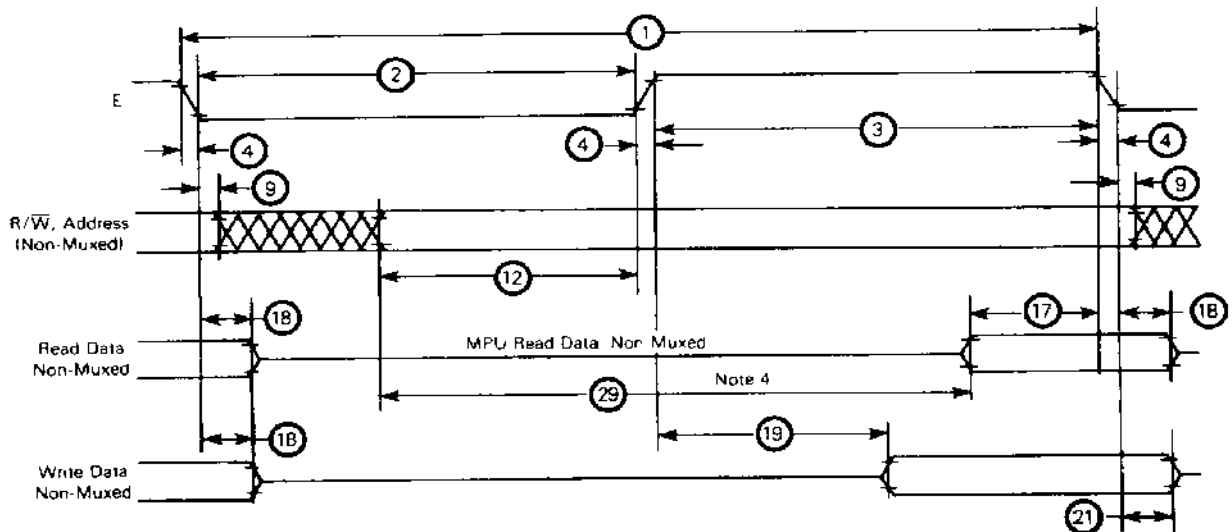 1
2
E
3
4
4
4
9
9
R/W̅, Address
(Non-Muxed)
12
18
17
18
Read Data
Non-Muxed
MPU Read Data Non Muxed
Note 4
29
18
19
Write Data
Non-Muxed
21